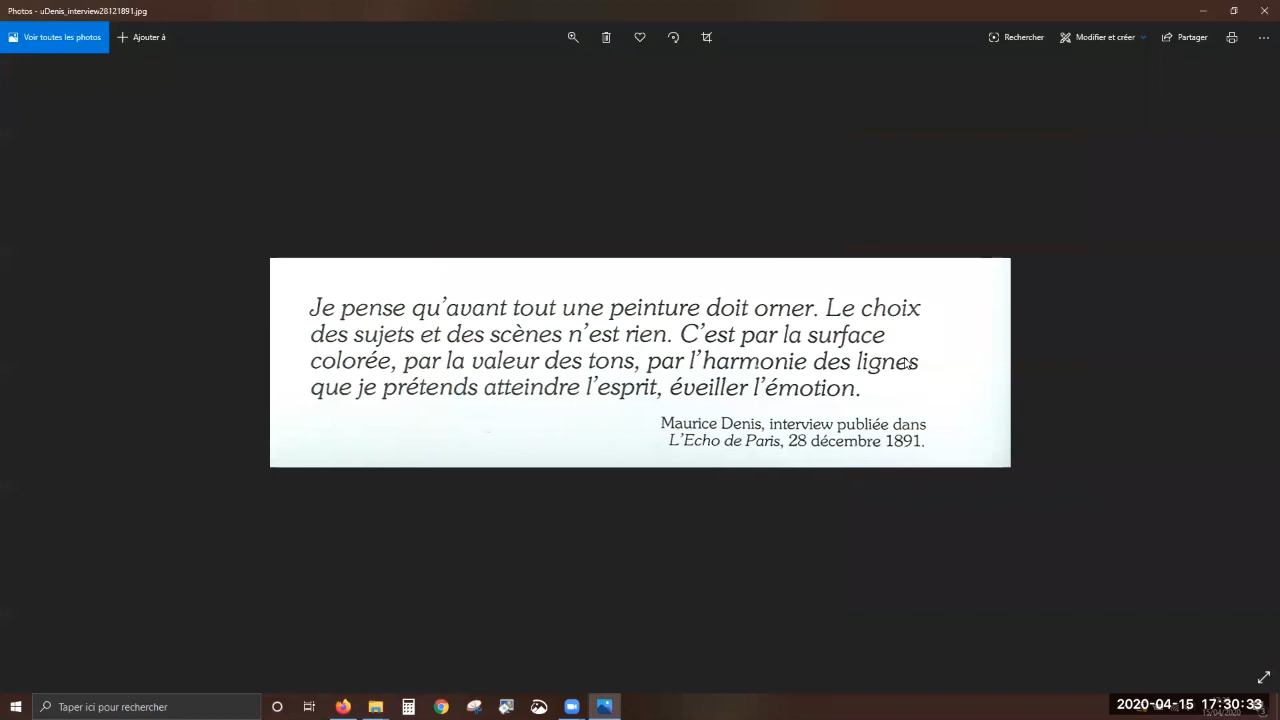 Photos - uDenis_interview28121891.jpg
Voir toutes les photos
Ajouter à
Rechercher
Modifier et créer
Partager
Je pense qu'avant tout une peinture doit orner. Le choix
des sujets et des scènes n'est rien. C'est par la surface
colorée, par la valeur des tons, par l'harmonie des lignes
que je prétends atteindre l'esprit, éveiller l'émotion.
Maurice Denis, interview publiée dans
L'Echo de Paris, 28 décembre 1891.
Taper ici pour rechercher
2020-04-15 17:30:33
15/04/2020